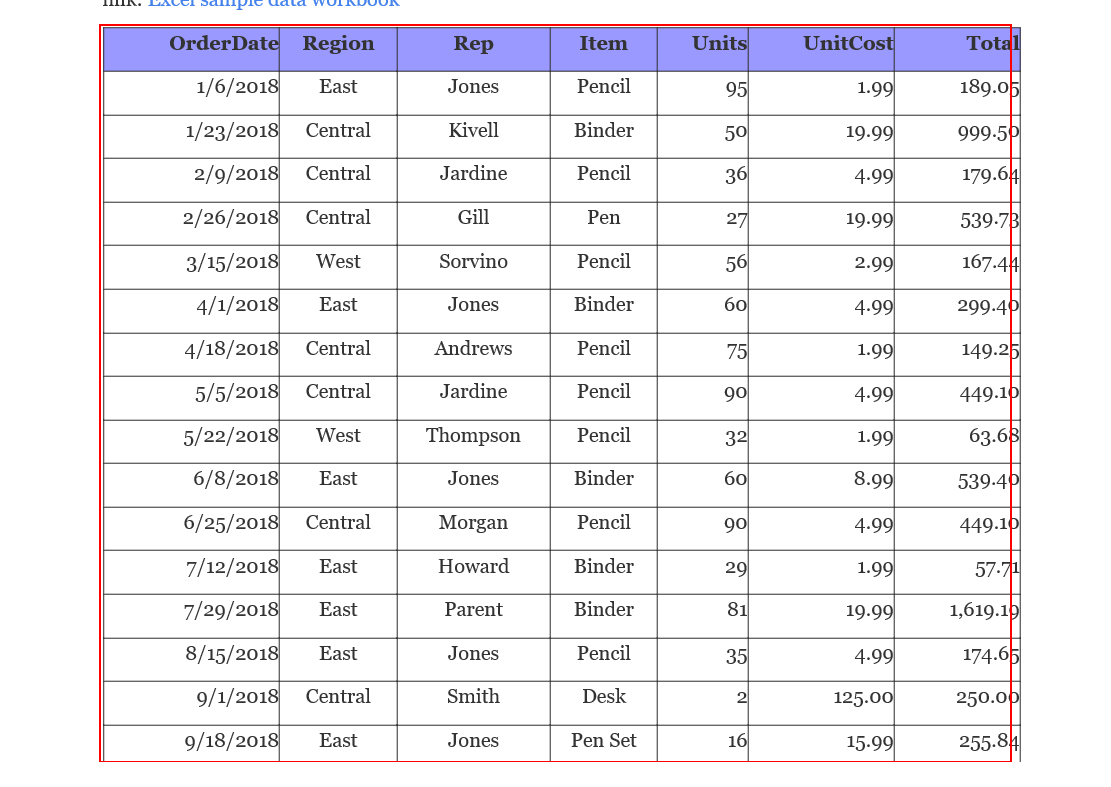 link: Excel sample data workbook
OrderDate Region Rep Item Units UnitCost Total
1/6/2018 East Jones Pencil 95 1.99 189.05
1/23/2018 Central Kivell Binder 50 19.99 999.50
2/9/2018 Central Jardine Pencil 36 4.99 179.64
2/26/2018 Central Gill Pen 27 19.99 539.73
3/15/2018 West Sorvino Pencil 56 2.99 167.44
4/1/2018 East Jones Binder 60 4.99 299.40
4/18/2018 Central Andrews Pencil 75 1.99 149.25
5/5/2018 Central Jardine Pencil 90 4.99 449.10
5/22/2018 West Thompson Pencil 32 1.99 63.68
6/8/2018 East Jones Binder 60 8.99 539.40
6/25/2018 Central Morgan Pencil 90 4.99 449.10
7/12/2018 East Howard Binder 29 1.99 57.71
7/29/2018 East Parent Binder 81 19.99 1,619.19
8/15/2018 East Jones Pencil 35 4.99 174.65
9/1/2018 Central Smith Desk 2 125.00 250.00
9/18/2018 East Jones Pen Set 16 15.99 255.84